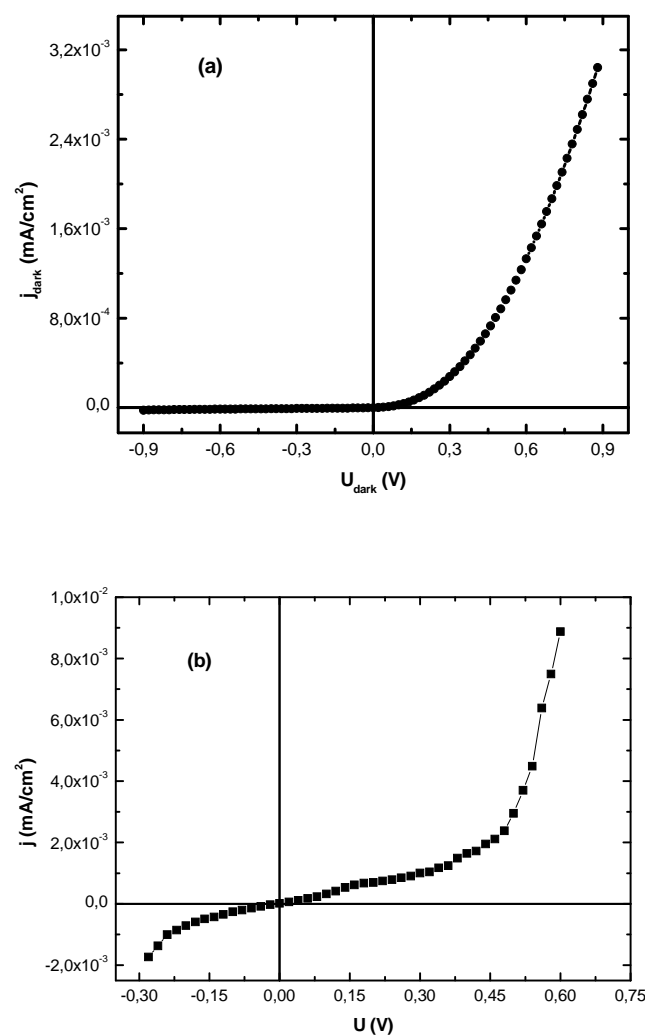 (a)
3,2x10⁻³
2,4x10⁻³
1,6x10⁻³
8,0x10⁻⁴
0,0
j_dark (mA/cm²)
-0,9 -0,6 -0,3 0,0 0,3 0,6 0,9
U_dark (V)
(b)
1,0x10⁻²
8,0x10⁻³
6,0x10⁻³
4,0x10⁻³
2,0x10⁻³
0,0
-2,0x10⁻³
j (mA/cm²)
-0,30 -0,15 0,00 0,15 0,30 0,45 0,60 0,75
U (V)